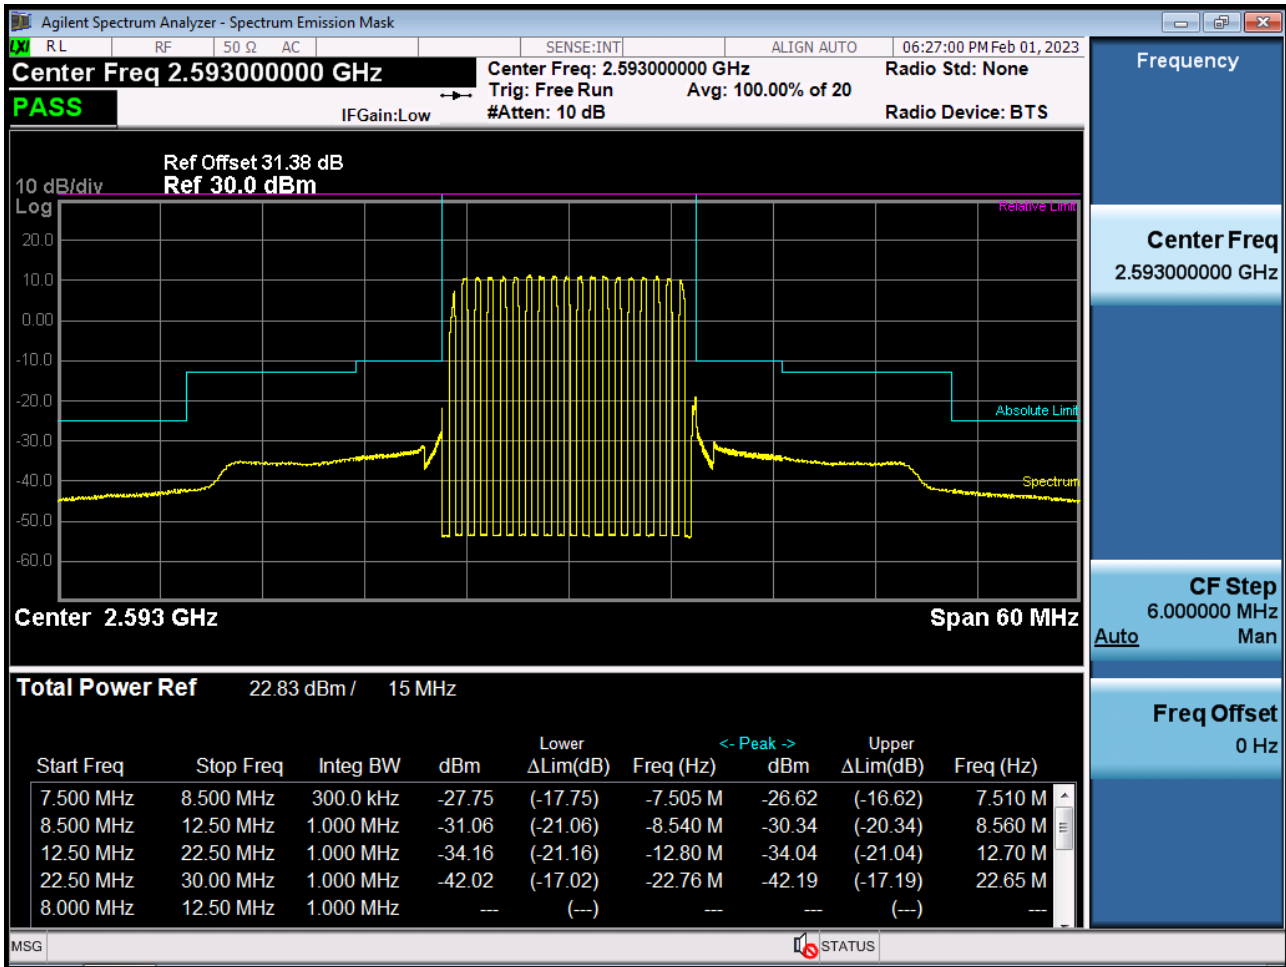 Agilent Spectrum Analyzer - Spectrum Emission Mask
LXI RL RF 50 Ω AC SENSE:INT ALIGN AUTO 06:27:00 PM Feb 01, 2023
Center Freq 2.593000000 GHz
Center Freq: 2.593000000 GHz Radio Std: None
Trig: Free Run Avg: 100.00% of 20
PASS
IFGain:Low #Atten: 10 dB Radio Device: BTS
Ref Offset 31.38 dB
10 dB/div Ref 30.0 dBm
Log
Relative Limit
20.0
10.0
0.00
-10.0
-20.0
Absolute Limit
-30.0
-40.0
Spectrum
-50.0
-60.0
Center 2.593 GHz Span 60 MHz
Total Power Ref 22.83 dBm / 15 MHz
Lower <- Peak -> Upper
Start Freq Stop Freq Integ BW dBm ΔLim(dB) Freq (Hz) dBm ΔLim(dB) Freq (Hz)
7.500 MHz 8.500 MHz 300.0 kHz -27.75 (-17.75) -7.505 M -26.62 (-16.62) 7.510 M
8.500 MHz 12.50 MHz 1.000 MHz -31.06 (-21.06) -8.540 M -30.34 (-20.34) 8.560 M
12.50 MHz 22.50 MHz 1.000 MHz -34.16 (-21.16) -12.80 M -34.04 (-21.04) 12.70 M
22.50 MHz 30.00 MHz 1.000 MHz -42.02 (-17.02) -22.76 M -42.19 (-17.19) 22.65 M
8.000 MHz 12.50 MHz 1.000 MHz --- (---) --- --- (---) ---
MSG STATUS
Frequency
Center Freq
2.593000000 GHz
CF Step
6.000000 MHz
Auto Man
Freq Offset
0 Hz